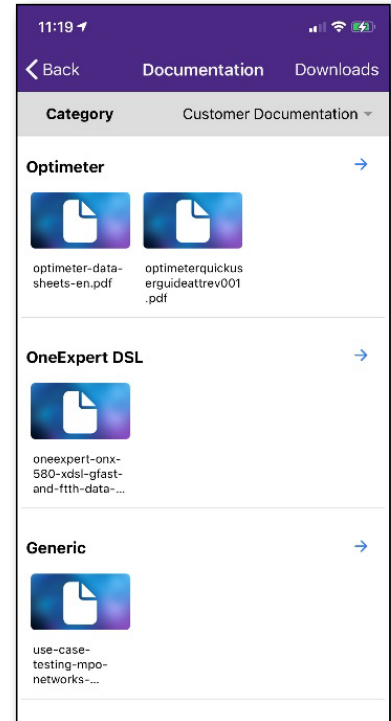 11:19
Back Documentation Downloads
Category Customer Documentation
Optimeter
optimeter-data-
sheets-en.pdf
optimeterquickus
erguideattrev001
.pdf
OneExpert DSL
oneexpert-onx-
580-xdsl-gfast-
and-ftth-data-...
Generic
use-case-
testing-mpo-
networks-...